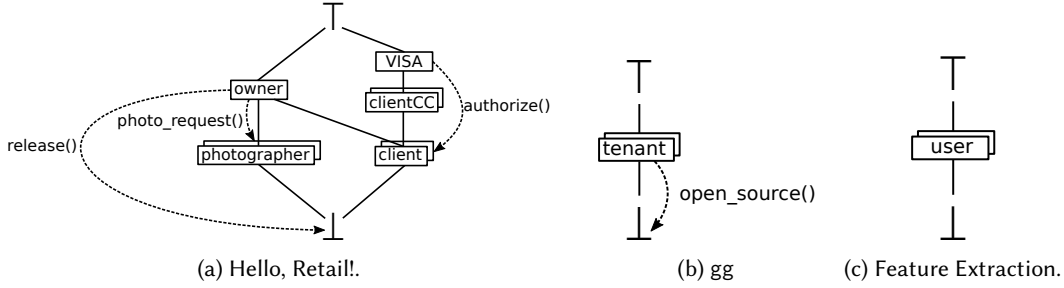 VISA
owner
clientCC
authorize()
photo_request()
release()
photographer
client
(a) Hello, Retail!.
tenant
open_source()
(b) gg
user
(c) Feature Extraction.